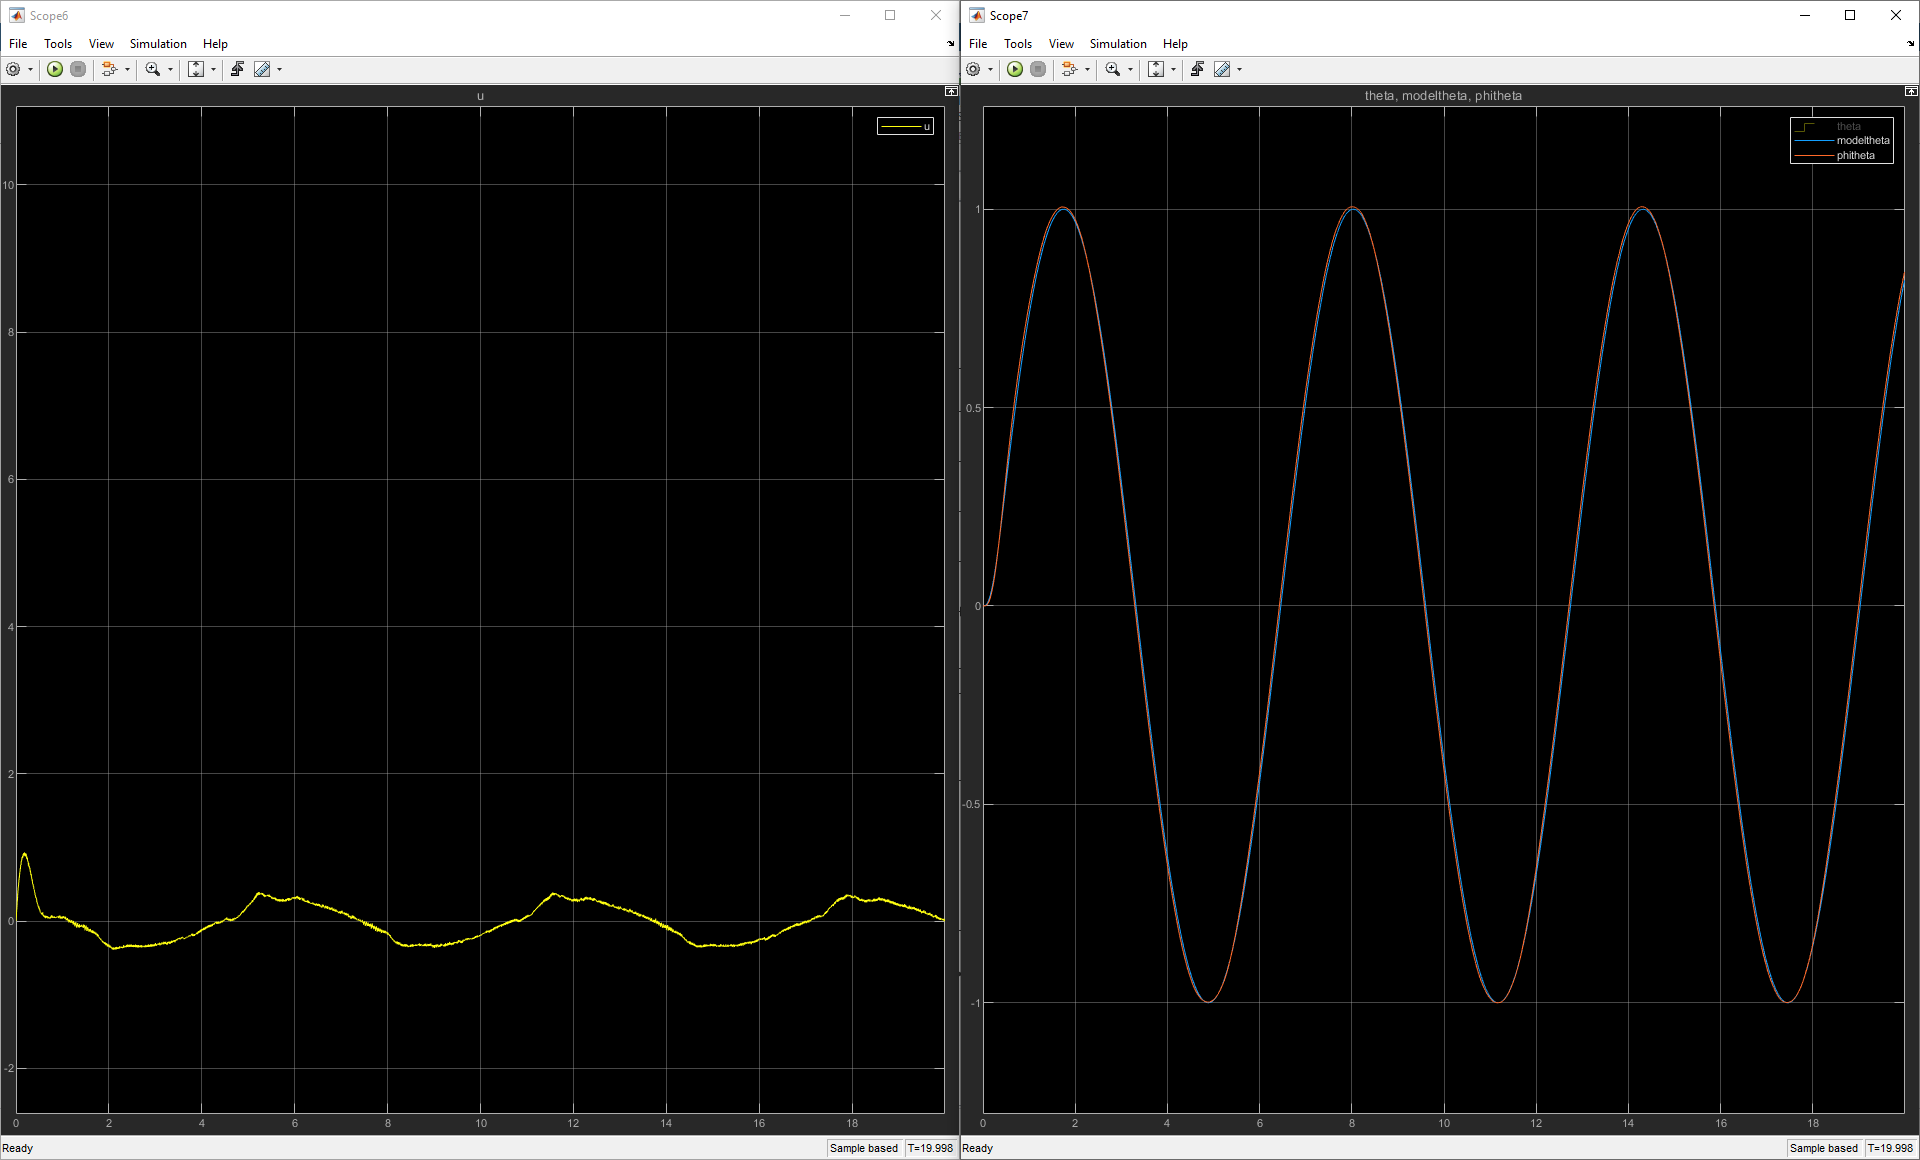 Scope6
File Tools View Simulation Help
u
u
10
8
6
4
2
0
-2
0 2 4 6 8 10 12 14 16 18
Ready Sample based T=19.998
Scope7
File Tools View Simulation Help
theta, modeltheta, phitheta
theta
modeltheta
phitheta
1
0.5
0
-0.5
-1
0 2 4 6 8 10 12 14 16 18
Ready Sample based T=19.998